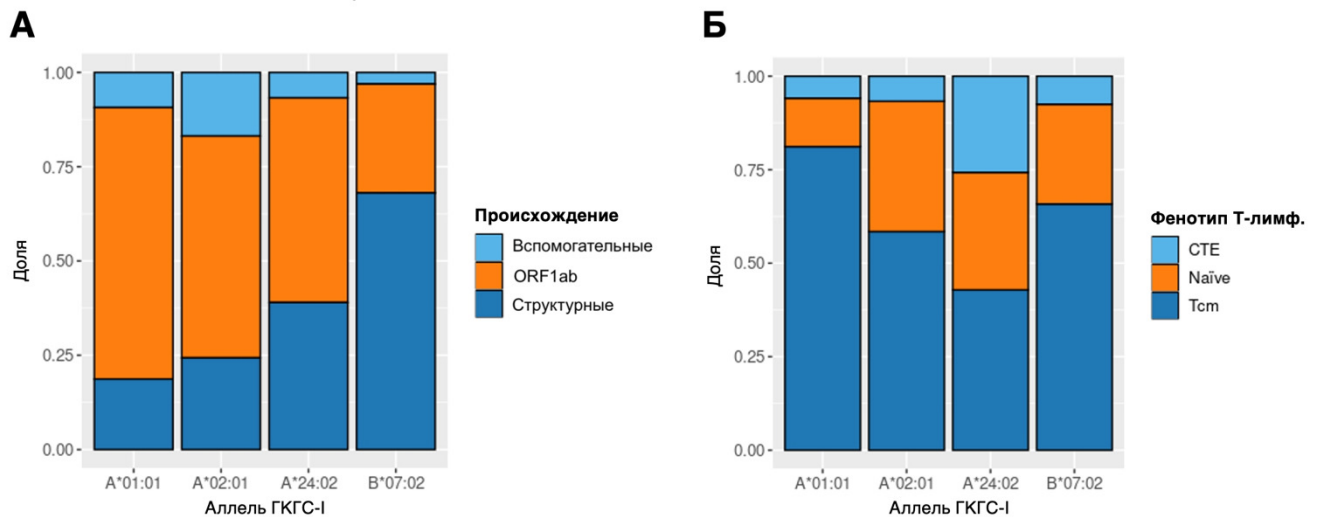 А
Б
1.00
0.75
0.50
0.25
0.00
Доля
A*01:01
A*02:01
A*24:02
B*07:02
Аллель ГКГС-I
Происхождение
Вспомогательные
ORF1ab
Структурные
1.00
0.75
0.50
0.25
0.00
Доля
A*01:01
A*02:01
A*24:02
B*07:02
Аллель ГКГС-I
Фенотип Т-лимф.
CTE
Naïve
Tcm